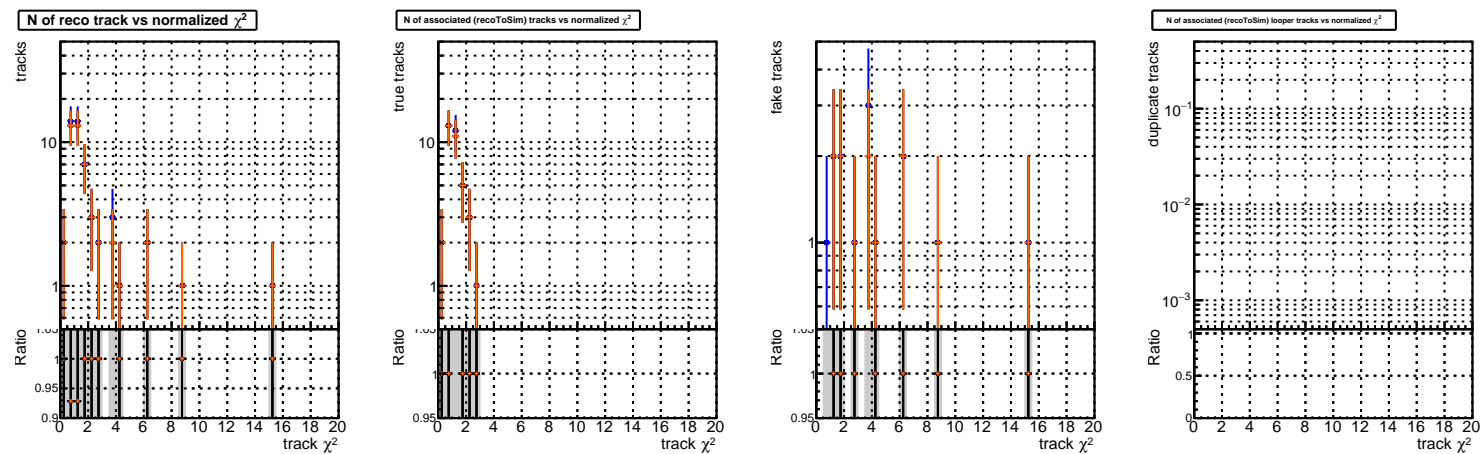 N of reco track vs normalized χ²
tracks
10
1
Ratio
1.05
1
0.95
0.9
0 2 4 6 8 10 12 14 16 18 20
track χ²
N of associated (recoToSim) tracks vs normalized χ²
true tracks
10
1
Ratio
1.05
1
0.95
0 2 4 6 8 10 12 14 16 18 20
track χ²
fake tracks
1
Ratio
1.05
1
0.95
0 2 4 6 8 10 12 14 16 18 20
track χ²
N of associated (recoToSim) looper tracks vs normalized χ²
duplicate tracks
10⁻¹
10⁻²
10⁻³
Ratio
1
0.5
0
0 2 4 6 8 10 12 14 16 18 20
track χ²